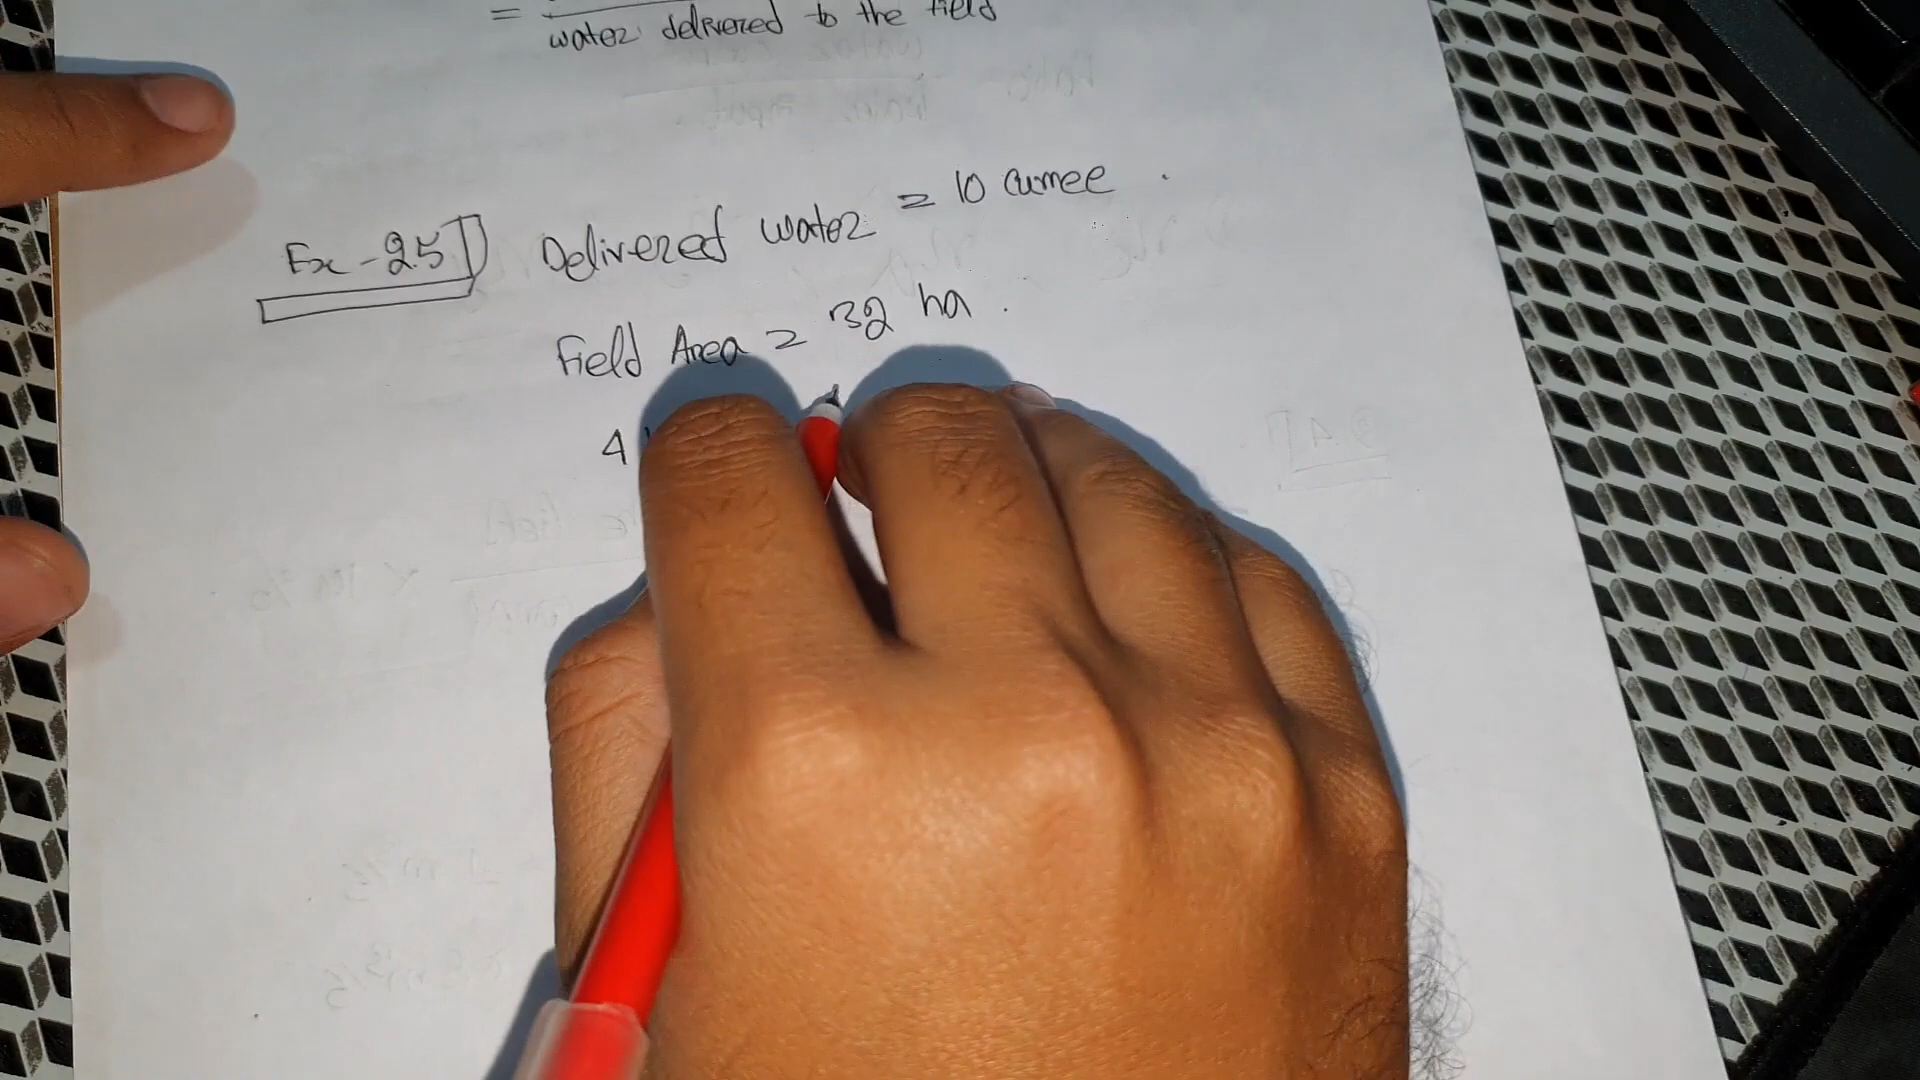 = water delivered to the field
Ex - 25] Delivered water = 10 cumec.
Field Area = 32 ha.
4